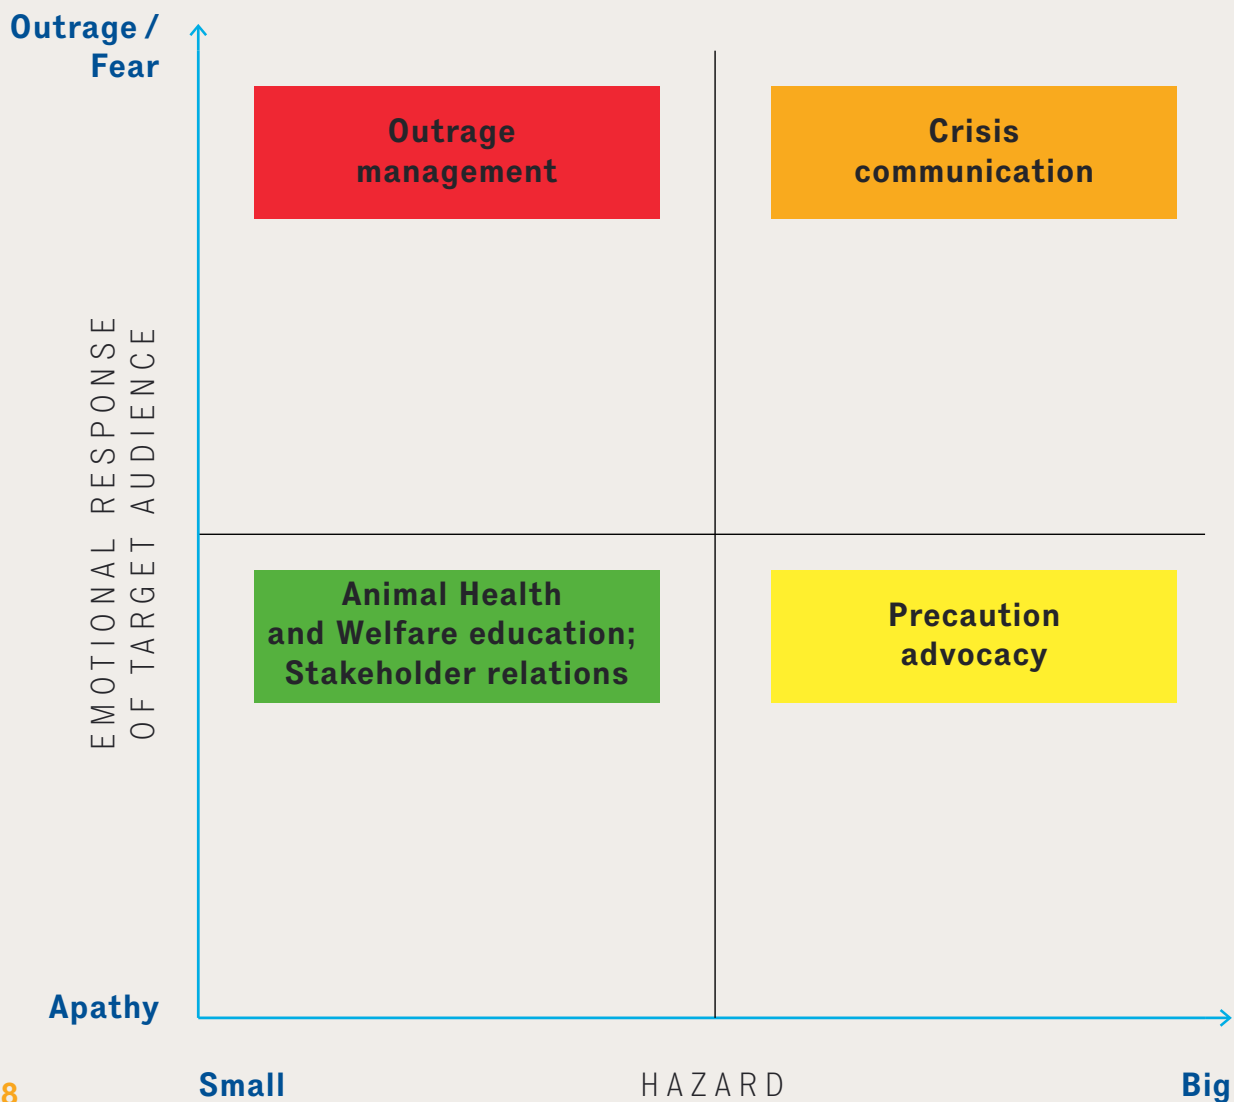 Outrage /
Fear
Outrage
management
Crisis
communication
EMOTIONAL RESPONSE
OF TARGET AUDIENCE
Animal Health
and Welfare education;
Stakeholder relations
Precaution
advocacy
Apathy
Small
HAZARD
Big
8